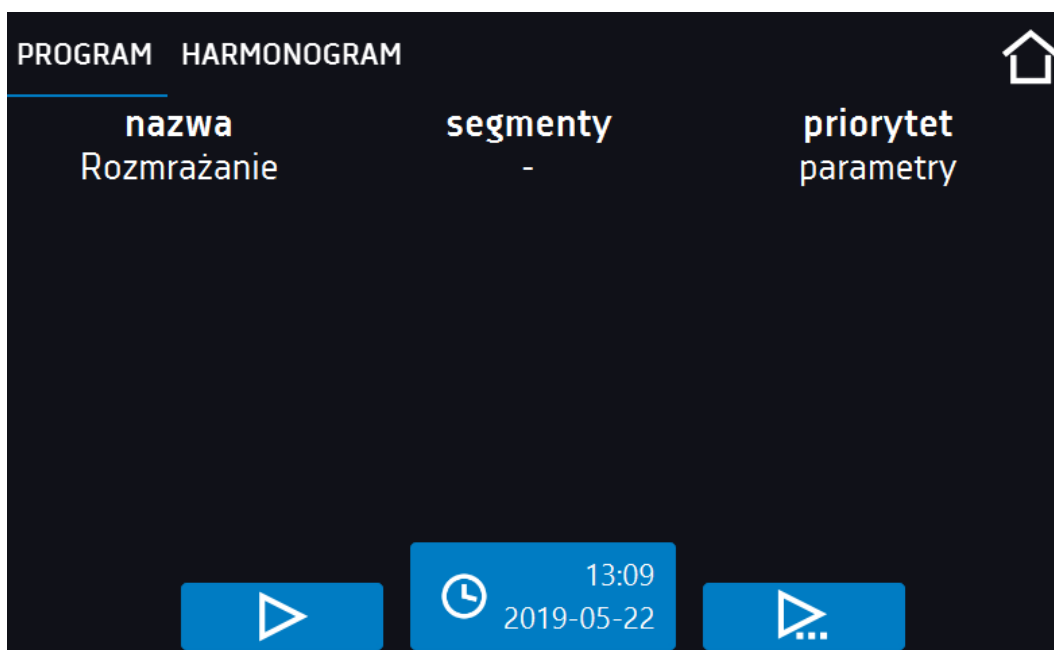 PROGRAM HARMONOGRAM
nazwa segmenty priorytet
Rozmrażanie - parametry
13:09
2019-05-22